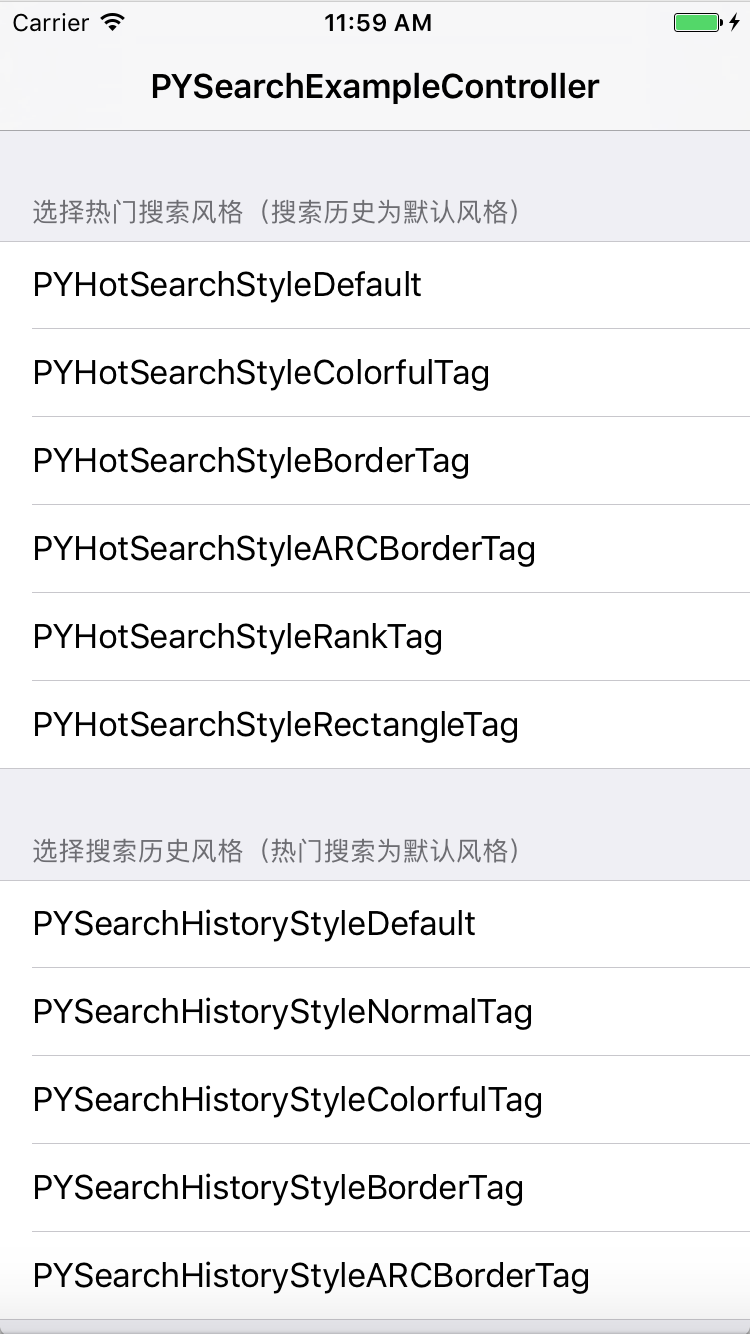 Carrier 11:59 AM
PYSearchExampleController
选择热门搜索风格（搜索历史为默认风格）
PYHotSearchStyleDefault
PYHotSearchStyleColorfulTag
PYHotSearchStyleBorderTag
PYHotSearchStyleARCBorderTag
PYHotSearchStyleRankTag
PYHotSearchStyleRectangleTag
选择搜索历史风格（热门搜索为默认风格）
PYSearchHistoryStyleDefault
PYSearchHistoryStyleNormalTag
PYSearchHistoryStyleColorfulTag
PYSearchHistoryStyleBorderTag
PYSearchHistoryStyleARCBorderTag